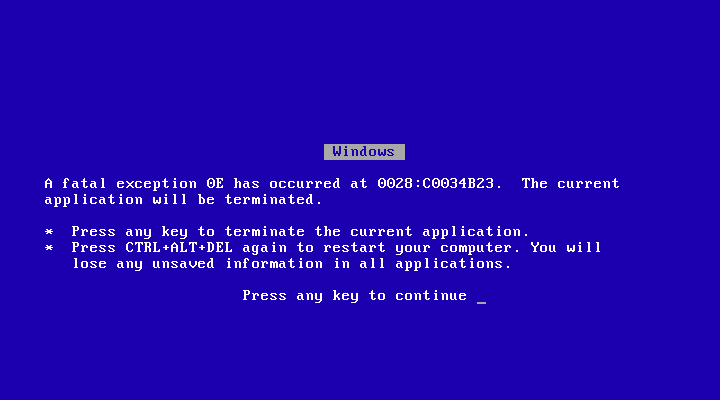 Windows
A fatal exception 0E has occurred at 0028:C0034B23. The current
application will be terminated.
* Press any key to terminate the current application.
* Press CTRL+ALT+DEL again to restart your computer. You will
lose any unsaved information in all applications.
Press any key to continue _